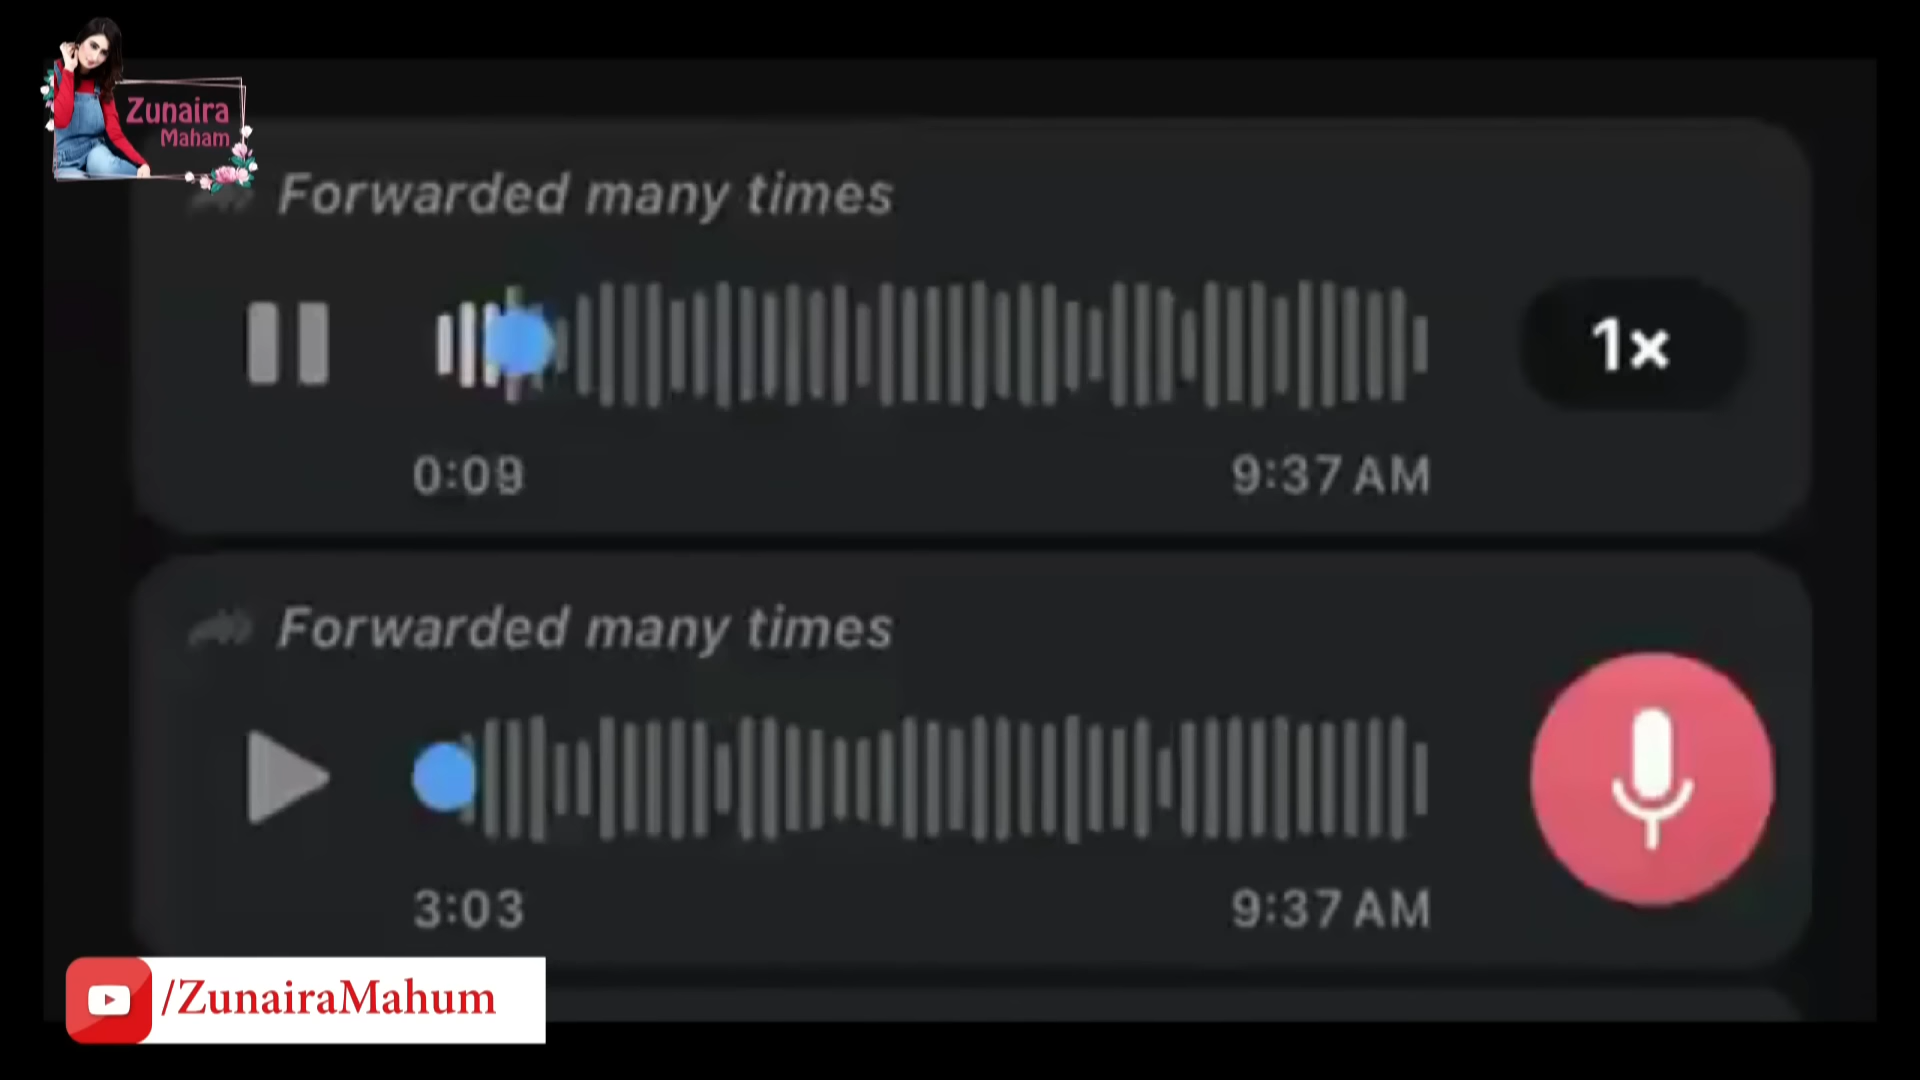 Zunaira
Maham
Forwarded many times
1×
0:09
9:37 AM
Forwarded many times
3:03
9:37 AM
/ZunairaMahum